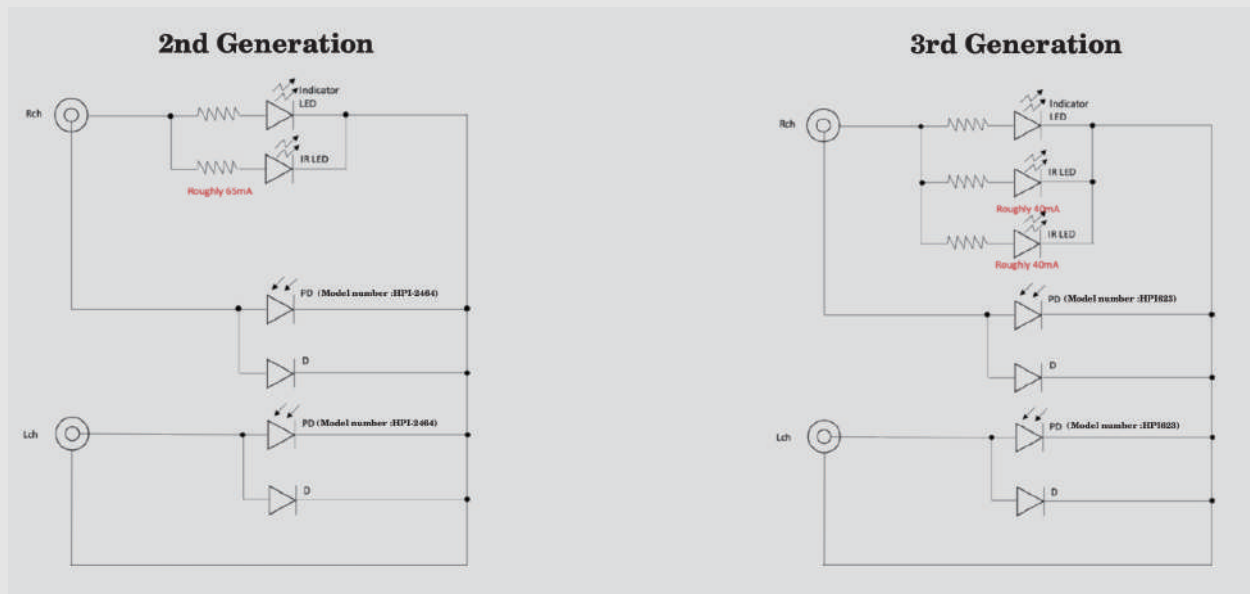 2nd Generation
Rch
Indicator
LED
IR LED
Roughly 65mA
PD (Model number :HPI-2464)
D
Lch
PD (Model number :HPI-2464)
D
3rd Generation
Rch
Indicator
LED
IR LED
Roughly 40mA
IR LED
Roughly 40mA
PD (Model number :HPI623)
D
Lch
PD (Model number :HPI623)
D